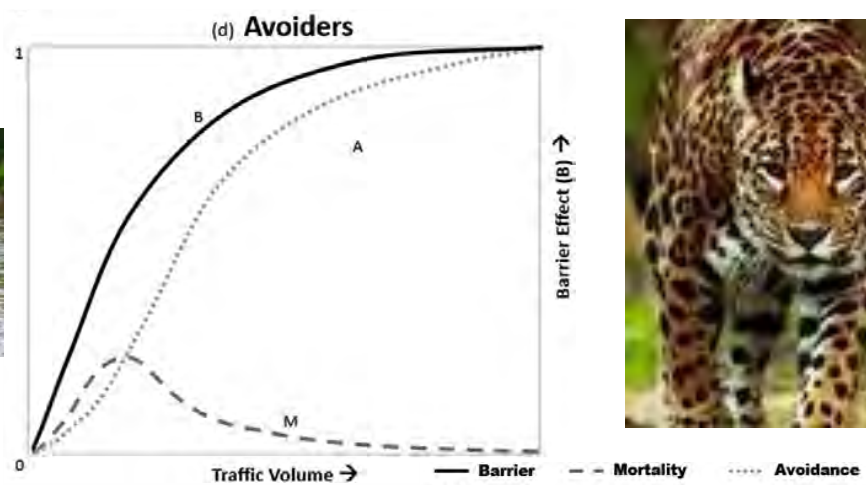 (d) Avoiders
1
B
A
Barrier Effect (B) →
M
0
Traffic Volume →
Barrier
Mortality
Avoidance